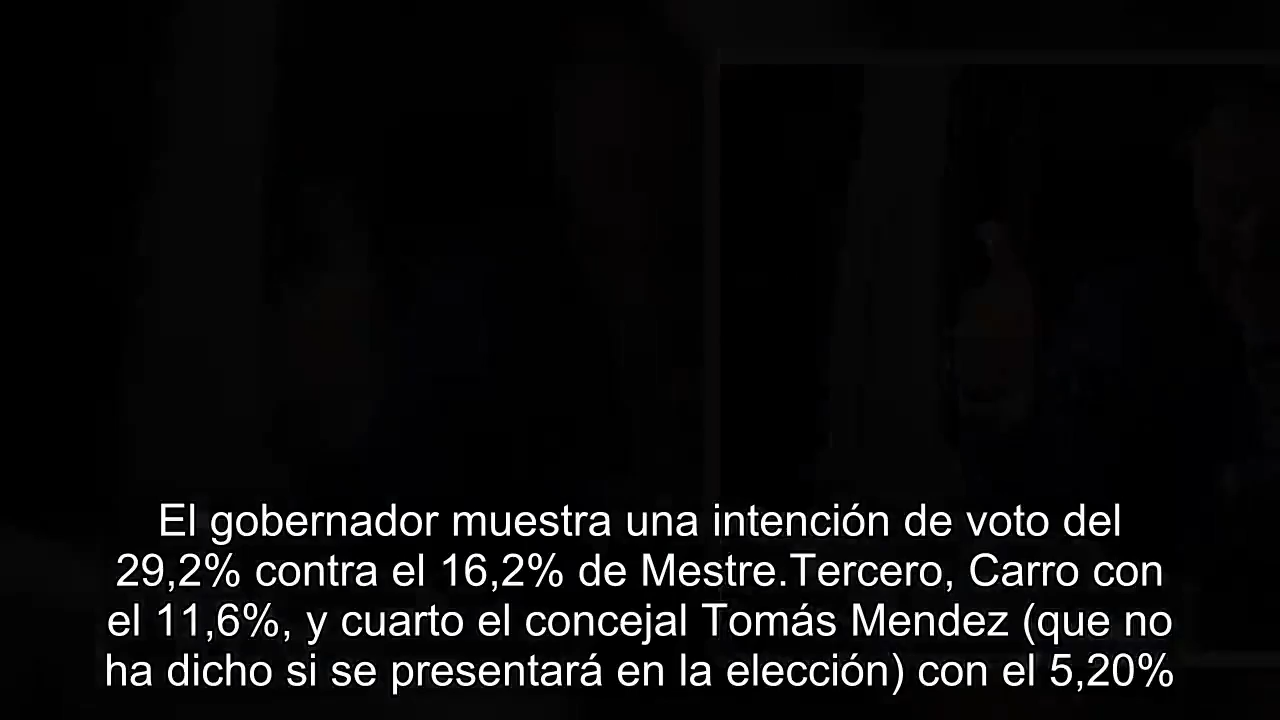 El gobernador muestra una intención de voto del
29,2% contra el 16,2% de Mestre.Tercero, Carro con
el 11,6%, y cuarto el concejal Tomás Mendez (que no
ha dicho si se presentará en la elección) con el 5,20%